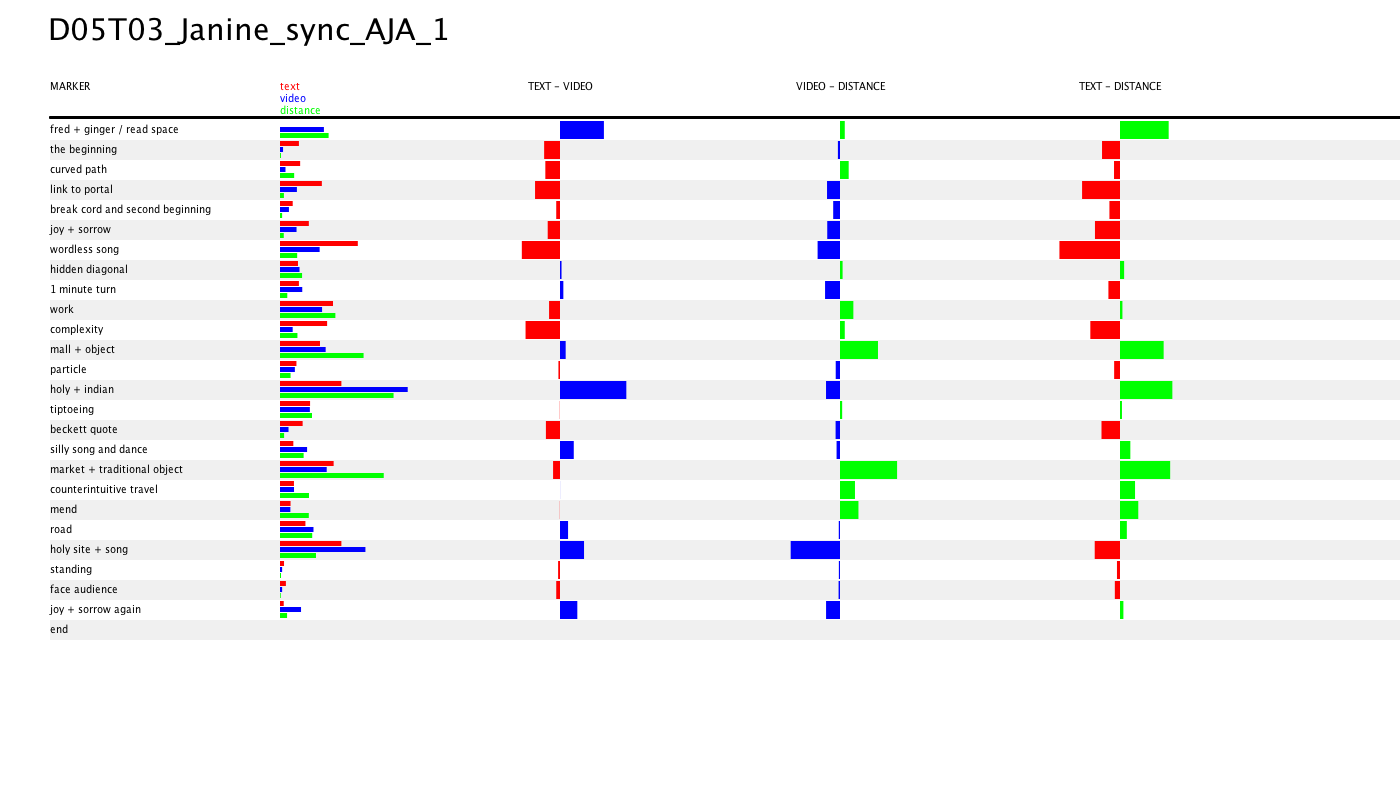 D05T03_Janine_sync_AJA_1
MARKER
text
video
distance
TEXT – VIDEO
VIDEO – DISTANCE
TEXT – DISTANCE
fred + ginger / read space
the beginning
curved path
link to portal
break cord and second beginning
joy + sorrow
wordless song
hidden diagonal
1 minute turn
work
complexity
mall + object
particle
holy + indian
tiptoeing
beckett quote
silly song and dance
market + traditional object
counterintuitive travel
mend
road
holy site + song
standing
face audience
joy + sorrow again
end